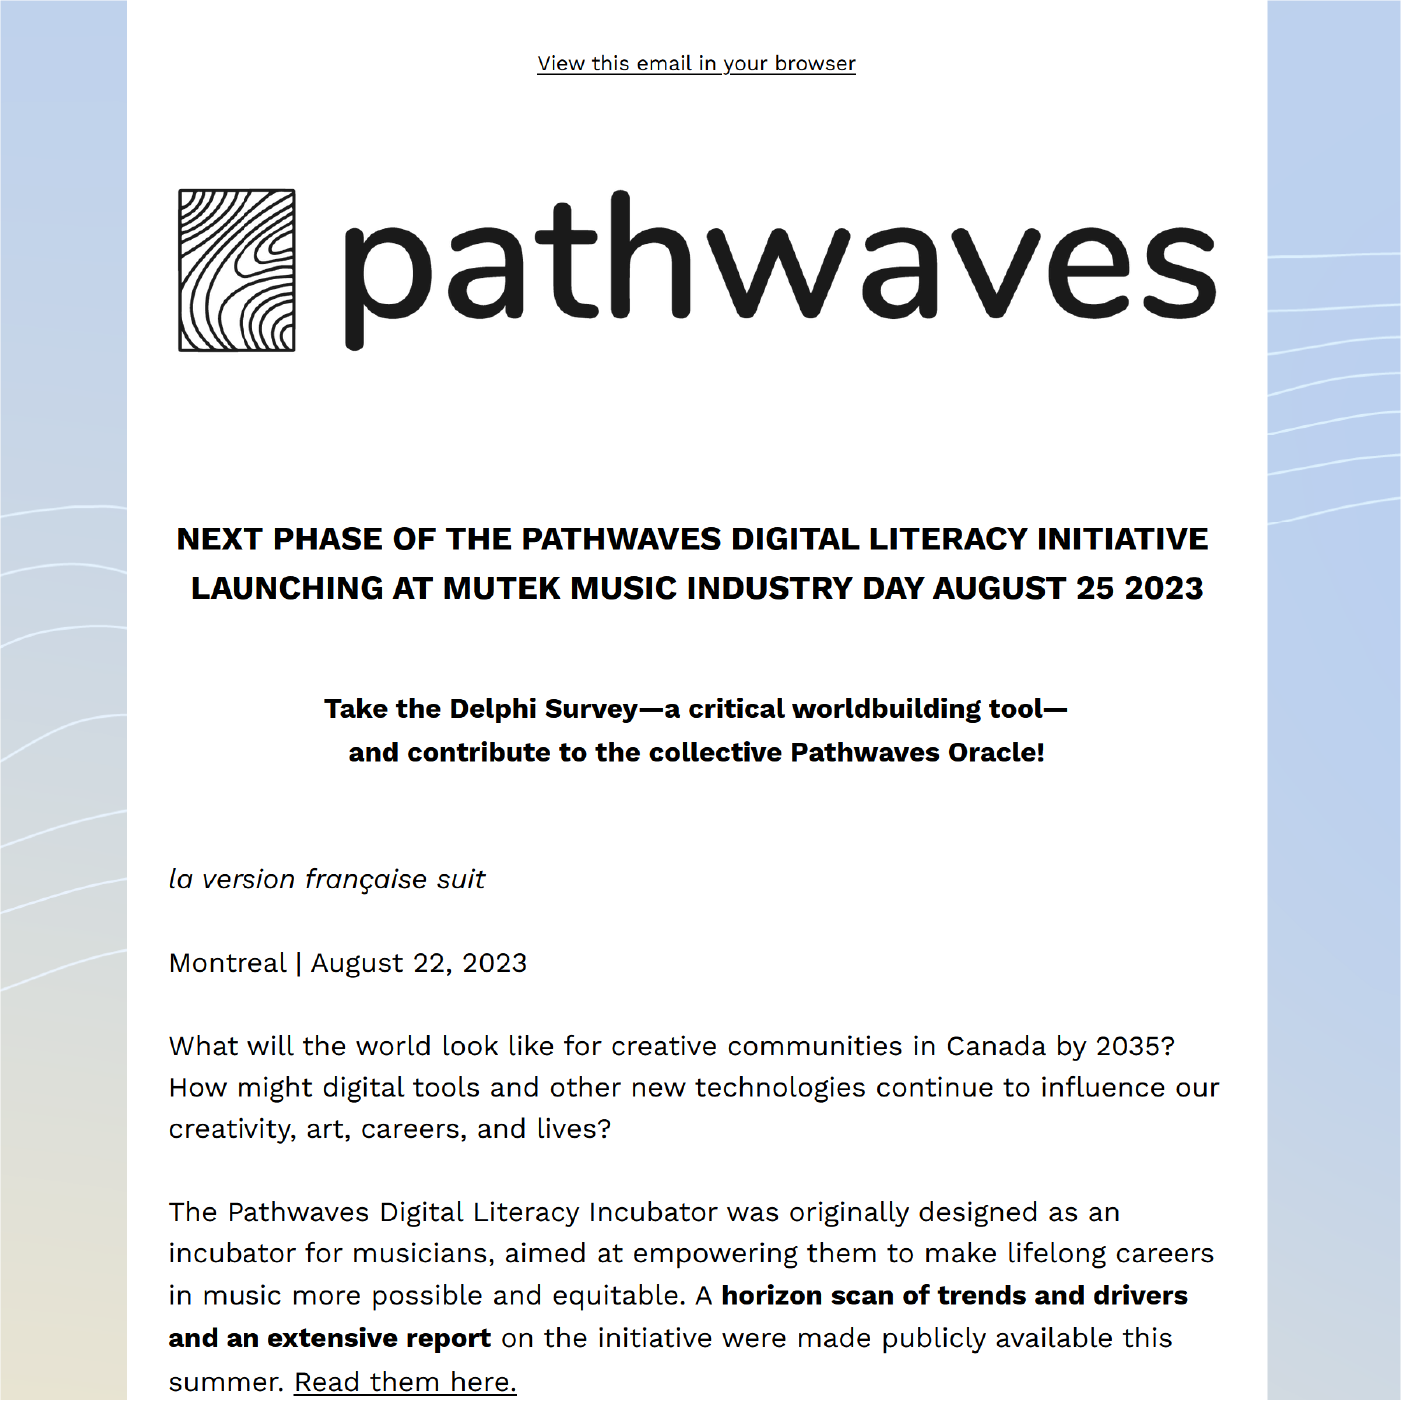 View this email in your browser
pathwaves
NEXT PHASE OF THE PATHWAVES DIGITAL LITERACY INITIATIVE
LAUNCHING AT MUTEK MUSIC INDUSTRY DAY AUGUST 25 2023
Take the Delphi Survey—a critical worldbuilding tool—
and contribute to the collective Pathwaves Oracle!
la version française suit
Montreal | August 22, 2023
What will the world look like for creative communities in Canada by 2035?
How might digital tools and other new technologies continue to influence our
creativity, art, careers, and lives?
The Pathwaves Digital Literacy Incubator was originally designed as an
incubator for musicians, aimed at empowering them to make lifelong careers
in music more possible and equitable. A horizon scan of trends and drivers
and an extensive report on the initiative were made publicly available this
summer. Read them here.